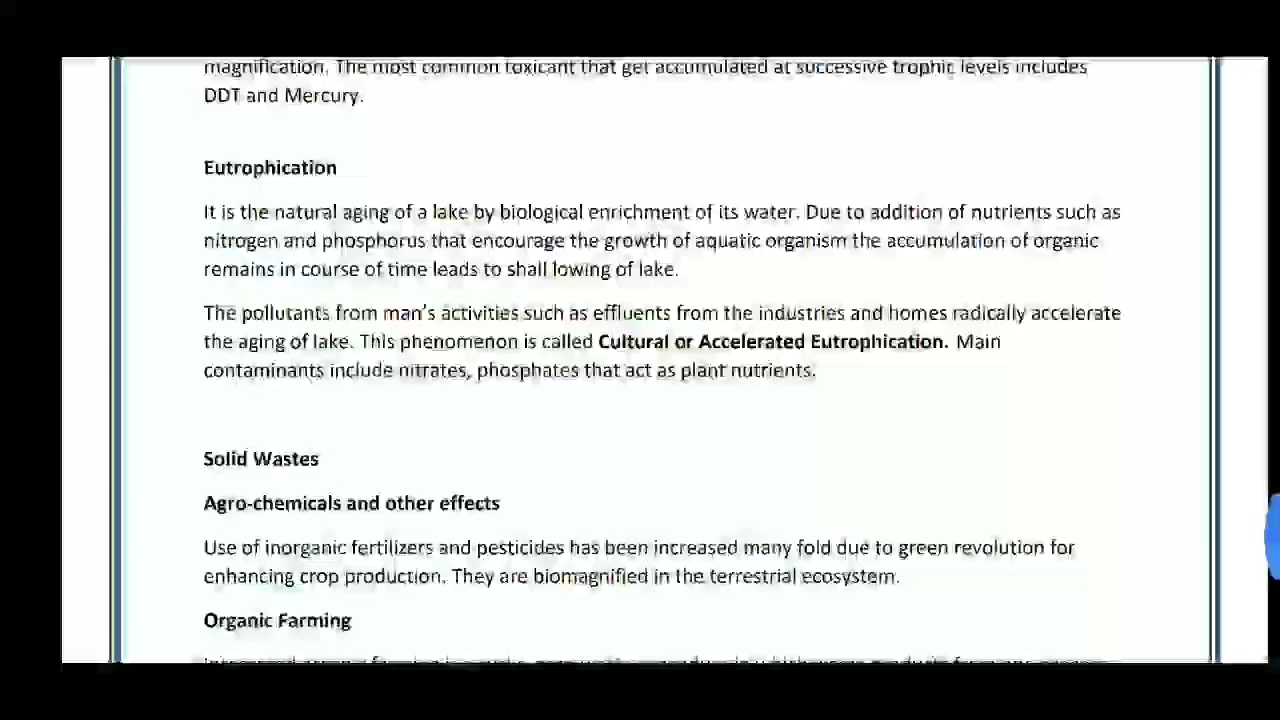 magnification. The most common toxicant that get accumulated at successive trophic levels includes
DDT and Mercury.
Eutrophication
It is the natural aging of a lake by biological enrichment of its water. Due to addition of nutrients such as
nitrogen and phosphorus that encourage the growth of aquatic organism the accumulation of organic
remains in course of time leads to shall lowing of lake.
The pollutants from man's activities such as effluents from the industries and homes radically accelerate
the aging of lake. This phenomenon is called Cultural or Accelerated Eutrophication. Main
contaminants include nitrates, phosphates that act as plant nutrients.
Solid Wastes
Agro-chemicals and other effects
Use of inorganic fertilizers and pesticides has been increased many fold due to green revolution for
enhancing crop production. They are biomagnified in the terrestrial ecosystem.
Organic Farming